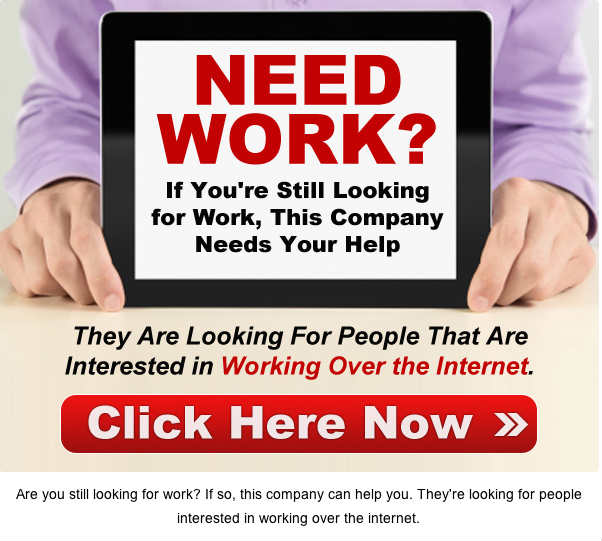 NEED
WORK?
If You're Still Looking
for Work, This Company
Needs Your Help
They Are Looking For People That Are
Interested in Working Over the Internet.
Click Here Now »
Are you still looking for work? If so, this company can help you. They're looking for people
interested in working over the internet.